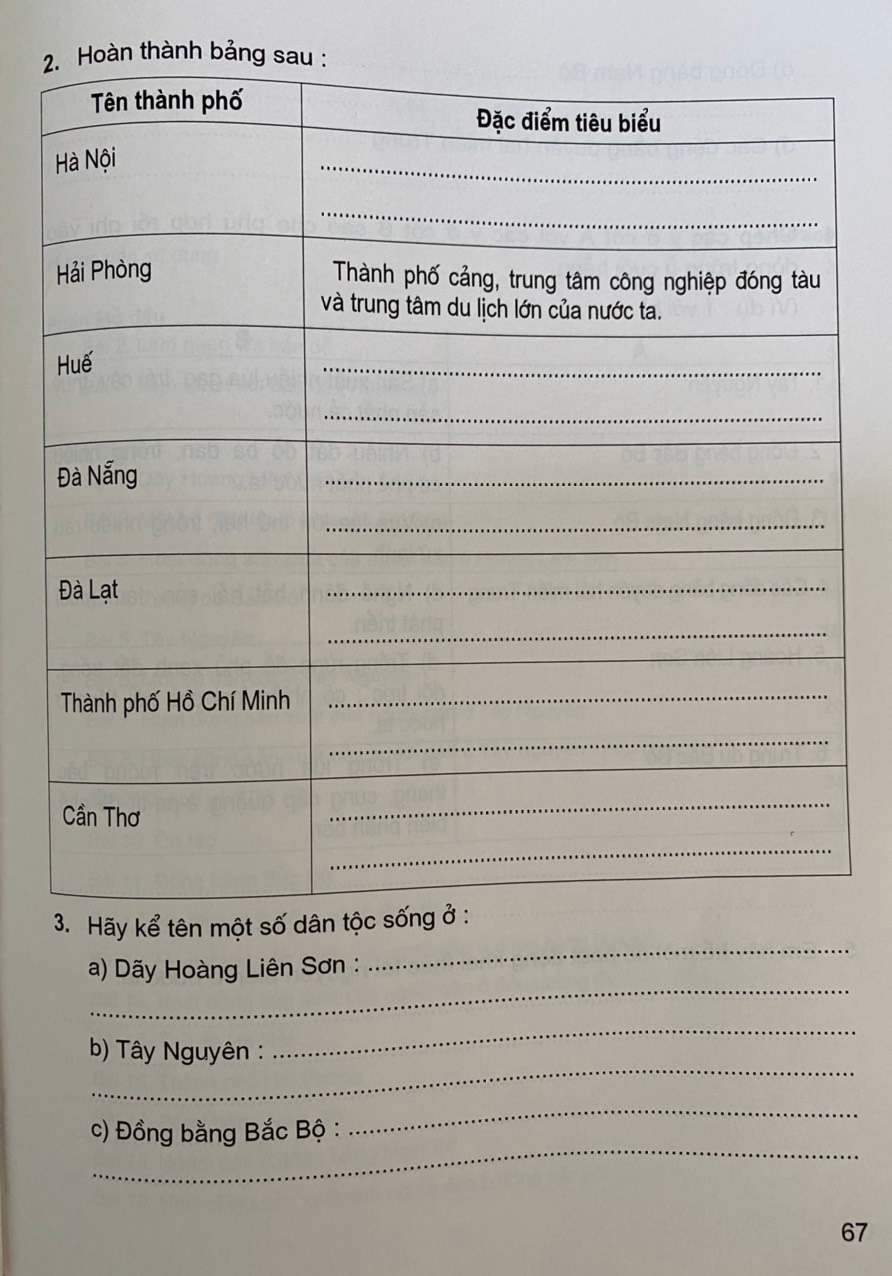 2. Hoàn thành bảng sau :
Tên thành phố
Đặc điểm tiêu biểu
Hà Nội
Hải Phòng
Thành phố cảng, trung tâm công nghiệp đóng tàu
và trung tâm du lịch lớn của nước ta.
Huế
Đà Nẵng
Đà Lạt
Thành phố Hồ Chí Minh
Cần Thơ
3. Hãy kể tên một số dân tộc sống ở :
a) Dãy Hoàng Liên Sơn :
b) Tây Nguyên :
c) Đồng bằng Bắc Bộ :
67